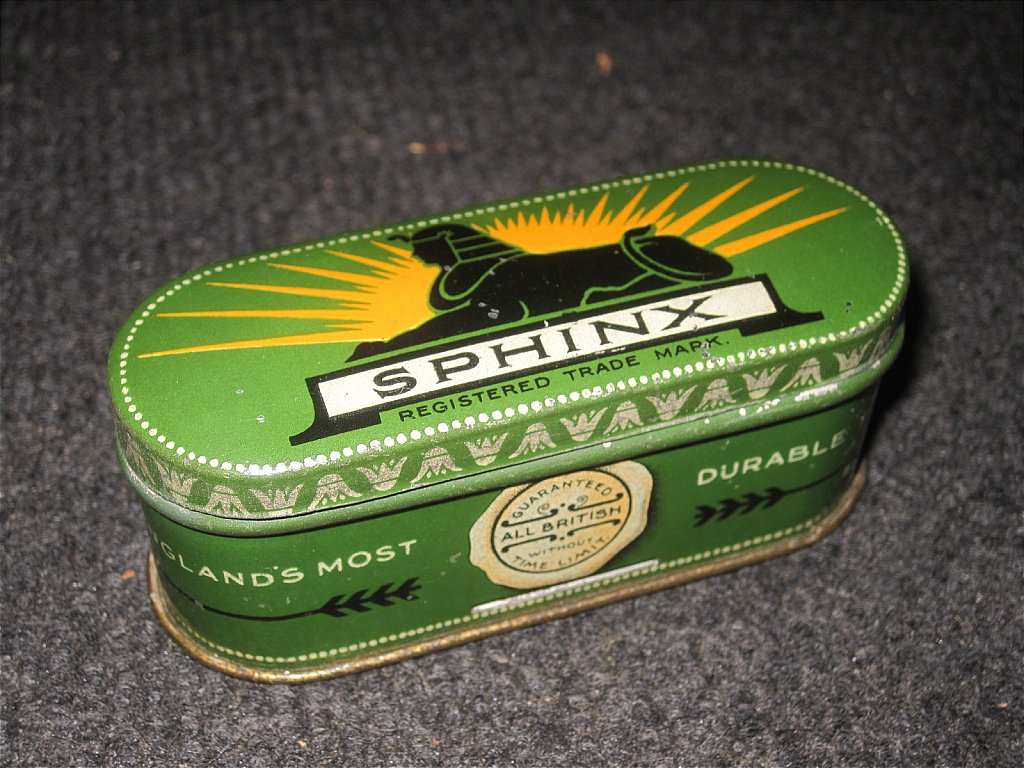 SPHINX
REGISTERED TRADE MARK.
GLAND'S MOST
GUARANTEED
ALL BRITISH
WITHOUT
TIME LIMIT.
DURABLE